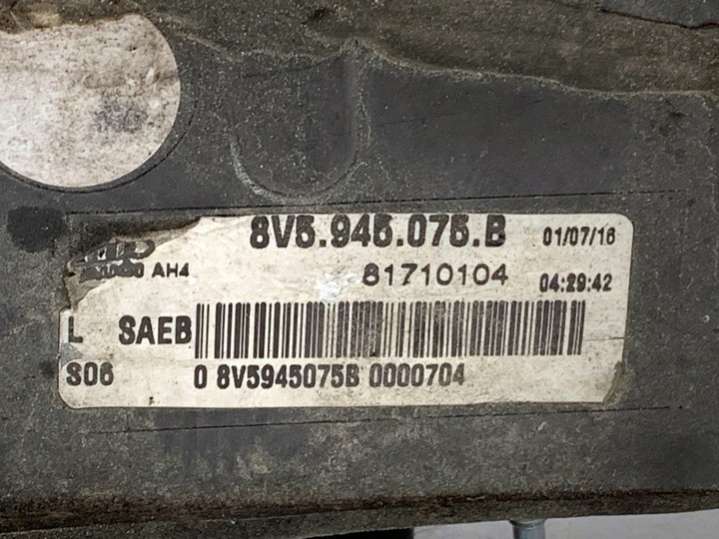 8V5.945.075.B 01/07/16
AH4 81710104 04:29:42
L SAEB
S06 0 8V5945075B 0000704